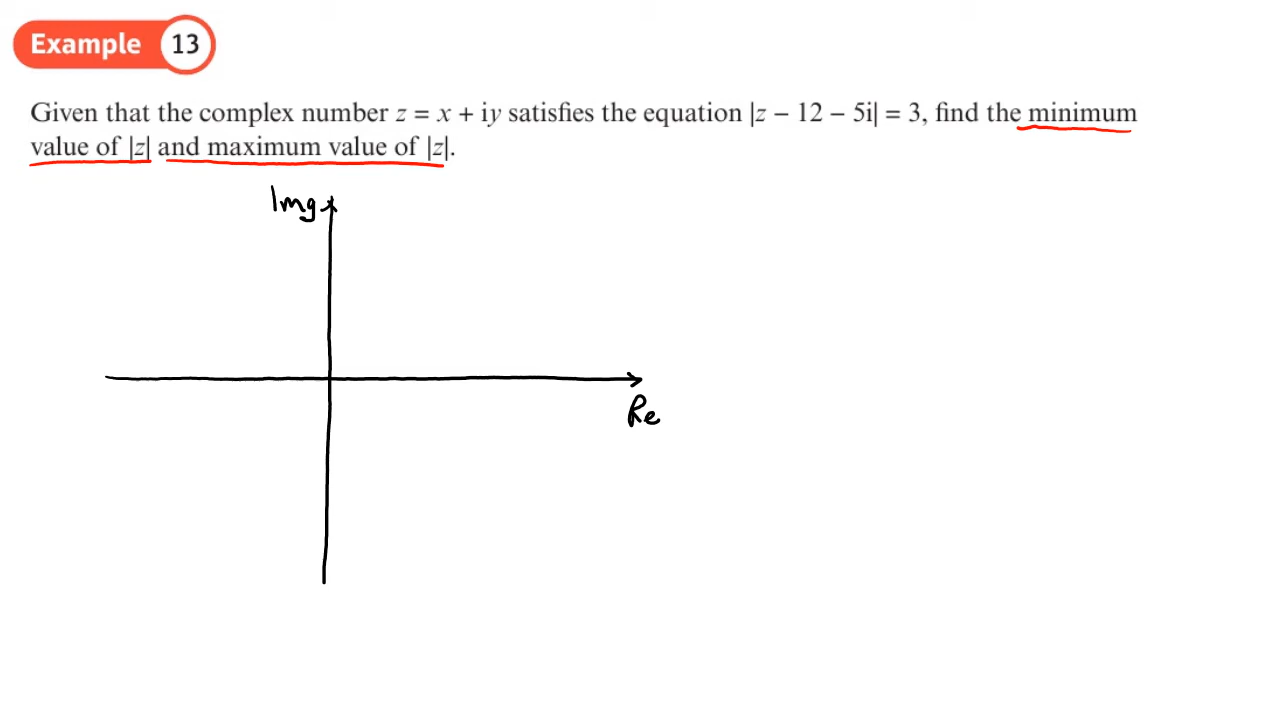 Example 13
Given that the complex number z = x + iy satisfies the equation |z − 12 − 5i| = 3, find the minimum
value of |z| and maximum value of |z|.
Img
Re